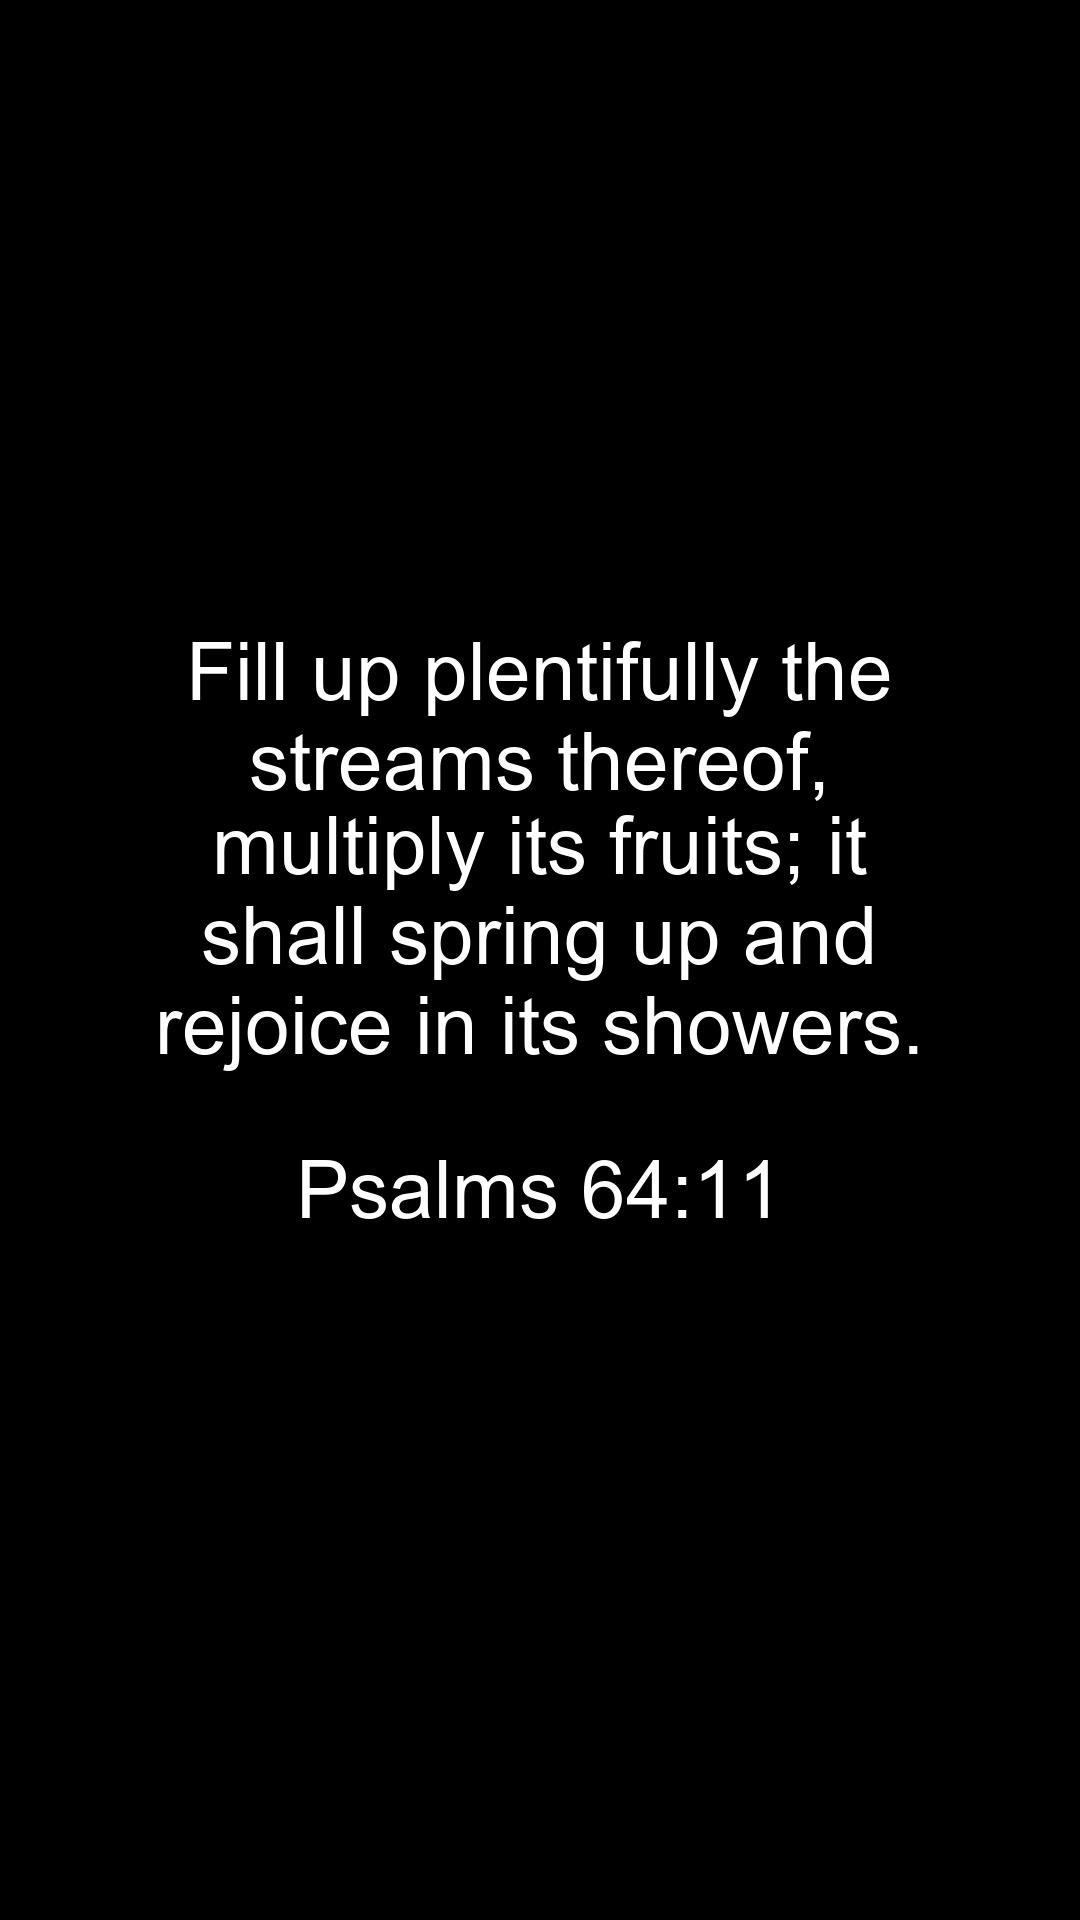 Fill up plentifully the
streams thereof,
multiply its fruits; it
shall spring up and
rejoice in its showers.
Psalms 64:11